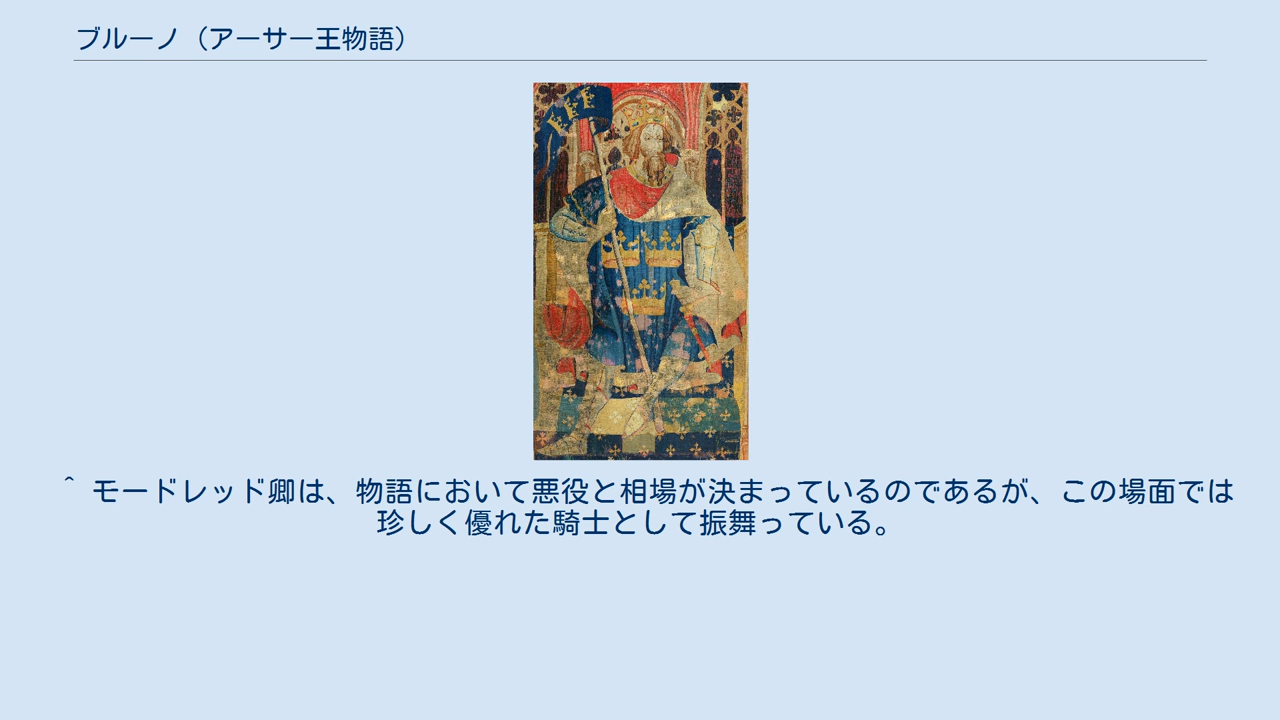 ブルーノ（アーサー王物語）
^ モードレッド卿は、物語において悪役と相場が決まっているのであるが、この場面では
珍しく優れた騎士として振舞っている。